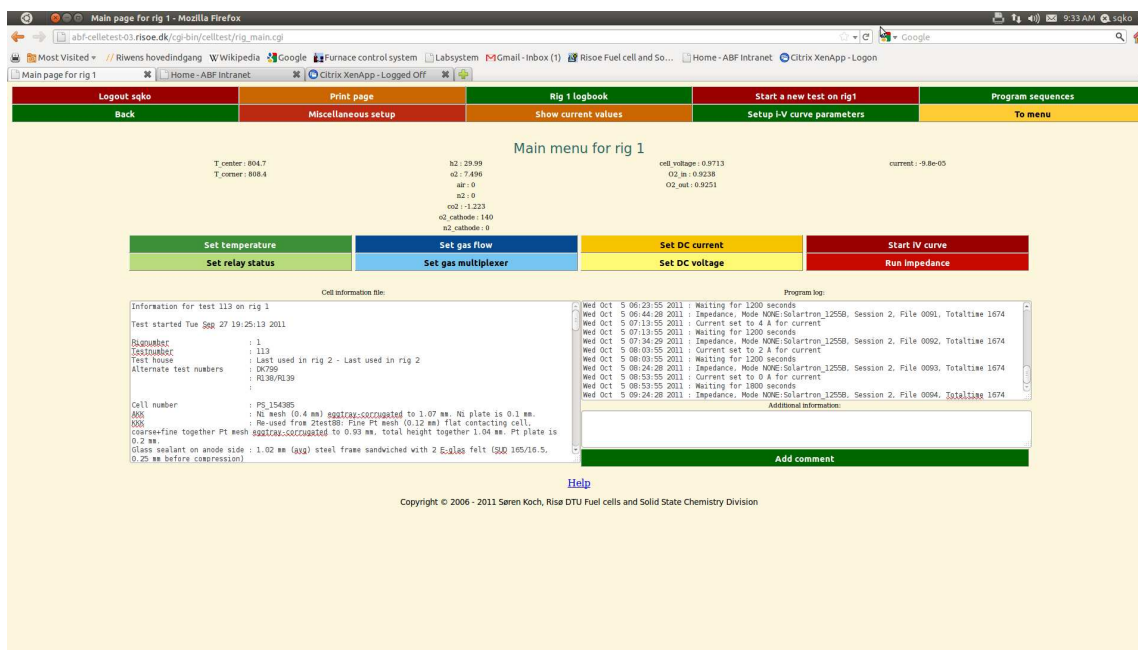 Main page for rig 1 - Mozilla Firefox
9:33 AM sqko
abf-celletest-03.risoe.dk/cgi-bin/celltest/rig_main.cgi
Google
Most Visited Riwens hovedindgang Wikipedia Google Furnace control system Labsystem Gmail - Inbox (1) Risoe Fuel cell and So... Home - ABF Intranet Citrix XenApp - Logon
Main page for rig 1 Home - ABF Intranet Citrix XenApp - Logged Off
Logout sqko Print page Rig 1 logbook Start a new test on rig1 Program sequences
Back Miscellaneous setup Show current values Setup i-V curve parameters To menu
Main menu for rig 1
T_center : 804.7 h2 : 29.99 cell_voltage : 0.9713 current : -9.8e-05
T_corner : 808.4 o2 : 7.496 O2_in : 0.9238
air : 0 O2_out : 0.9251
n2 : 0
co2 : -1.223
o2_cathode : 140
n2_cathode : 0
Set temperature Set gas flow Set DC current Start iV curve
Set relay status Set gas multiplexer Set DC voltage Run impedance
Cell information file: Program log:
Information for test 113 on rig 1
Test started Tue Sep 27 19:25:13 2011
Rignumber : 1
Testnumber : 113
Test house : Last used in rig 2 - Last used in rig 2
Alternate test numbers : DK799
: R138/R139
:
Cell number : PS_154385
AKK : Ni mesh (0.4 mm) eggtray-corrugated to 1.07 mm. Ni plate is 0.1 mm.
KKK : Re-used from 2test88: Fine Pt mesh (0.12 mm) flat contacting cell,
coarse+fine together Pt mesh eggtray-corrugated to 0.93 mm, total height together 1.04 mm. Pt plate is
0.2 mm.
Glass sealant on anode side : 1.02 mm (avg) steel frame sandwiched with 2 E-glas felt (SUD 165/16.5,
0.25 mm before compression)
Wed Oct 5 06:23:55 2011 : Waiting for 1200 seconds
Wed Oct 5 06:44:28 2011 : Impedance, Mode NONE:Solartron_1255B, Session 2, File 0091, Totaltime 1674
Wed Oct 5 07:13:55 2011 : Current set to 4 A for current
Wed Oct 5 07:13:55 2011 : Waiting for 1200 seconds
Wed Oct 5 07:34:29 2011 : Impedance, Mode NONE:Solartron_1255B, Session 2, File 0092, Totaltime 1674
Wed Oct 5 08:03:55 2011 : Current set to 2 A for current
Wed Oct 5 08:03:55 2011 : Waiting for 1200 seconds
Wed Oct 5 08:24:28 2011 : Impedance, Mode NONE:Solartron_1255B, Session 2, File 0093, Totaltime 1674
Wed Oct 5 08:53:55 2011 : Current set to 0 A for current
Wed Oct 5 08:53:55 2011 : Waiting for 1800 seconds
Wed Oct 5 09:24:28 2011 : Impedance, Mode NONE:Solartron_1255B, Session 2, File 0094, Totaltime 1674
Additional information:
Add comment
Help
Copyright © 2006 - 2011 Søren Koch, Risø DTU Fuel cells and Solid State Chemistry Division